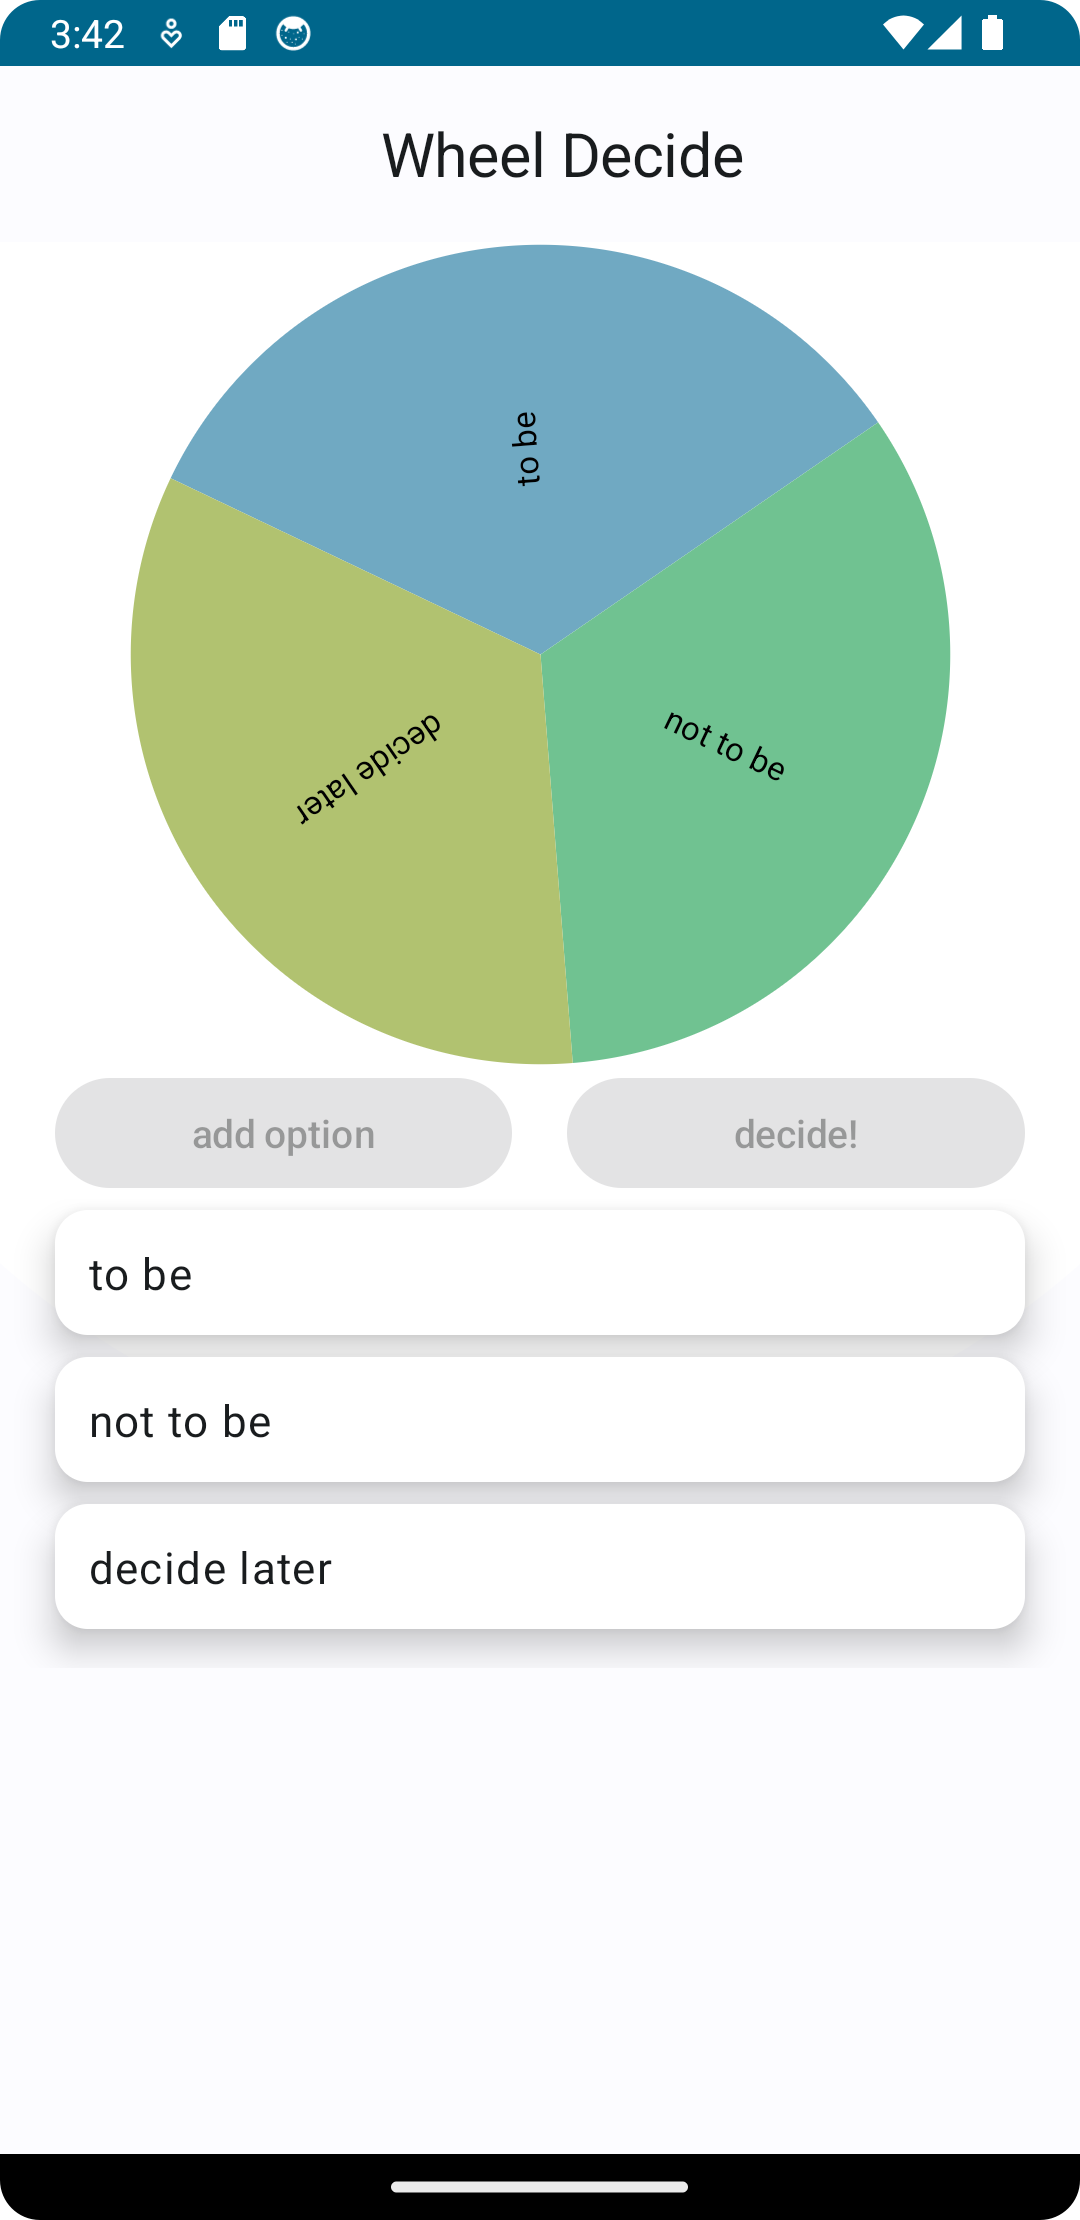 3:42
Wheel Decide
to be
not to be
decide later
add option
decide!
to be
not to be
decide later